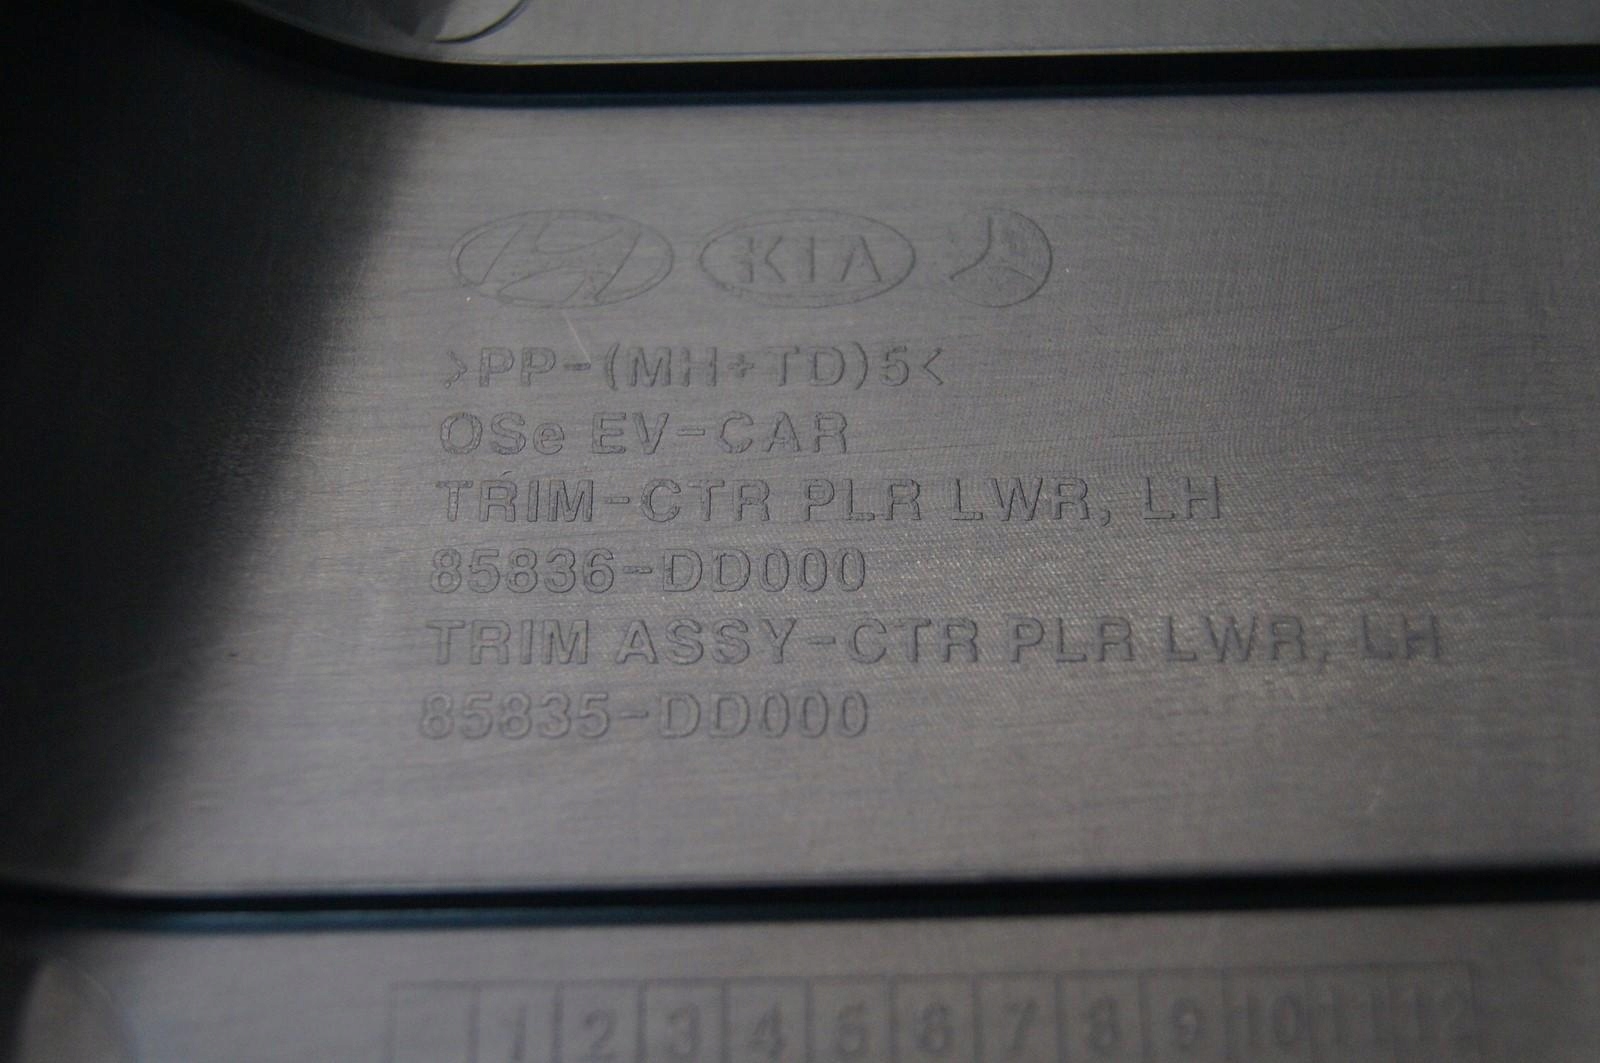 KIA
>PP-(MH+TD)5<
OSe EV-CAR
TRIM-CTR PLR LWR, LH
85836-DD000
TRIM ASSY-CTR PLR LWR, LH
85835-DD000
1 2 3 4 5 6 7 8 9 10 11 12